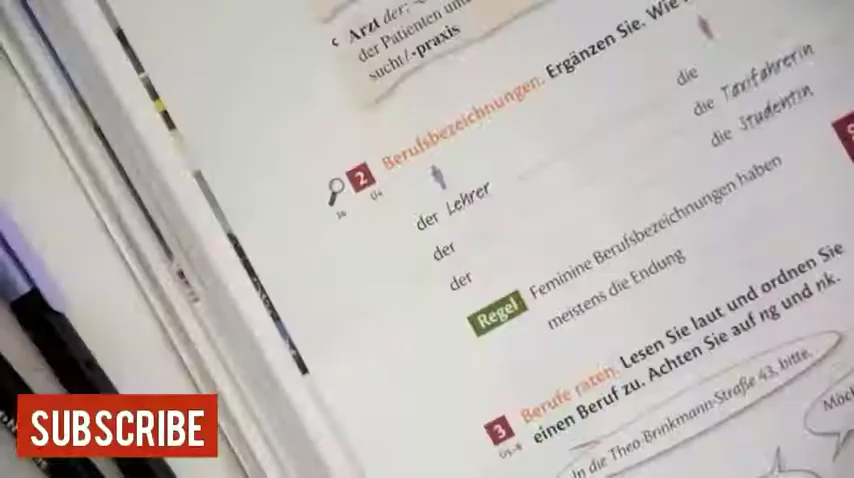 Arzt der;
der Patienten und
sucht/-praxis
2 Berufsbezeichnungen. Ergänzen Sie. Wie
36
Ü4
die
der Lehrer
die Taxifahrerin
der
die Studentin
der
Regel Feminine Berufsbezeichnungen haben
meistens die Endung
3 Berufe raten. Lesen Sie laut und ordnen Sie
einen Beruf zu. Achten Sie auf ng und nk.
In die Theo-Brinkmann-Straße 43, bitte.
SUBSCRIBE